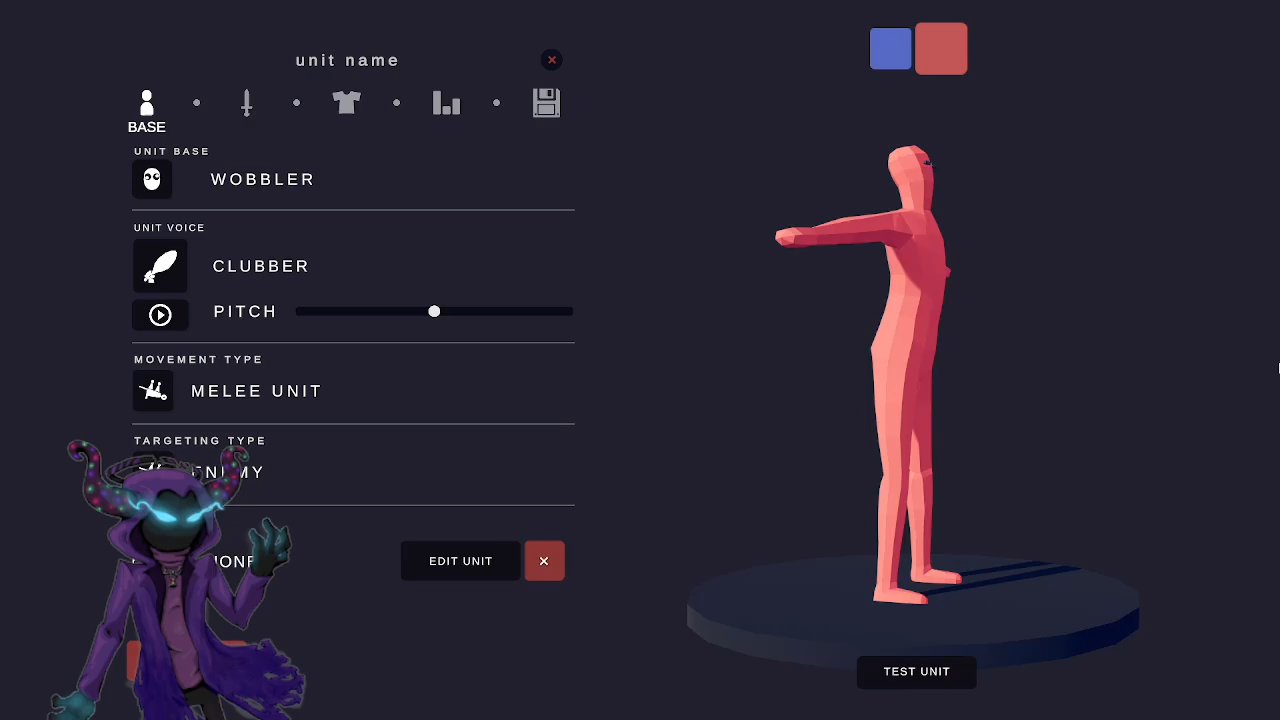 unit name
BASE
UNIT BASE
WOBBLER
UNIT VOICE
CLUBBER
PITCH
MOVEMENT TYPE
MELEE UNIT
TARGETING TYPE
ENEMY
EDIT UNIT
TEST UNIT